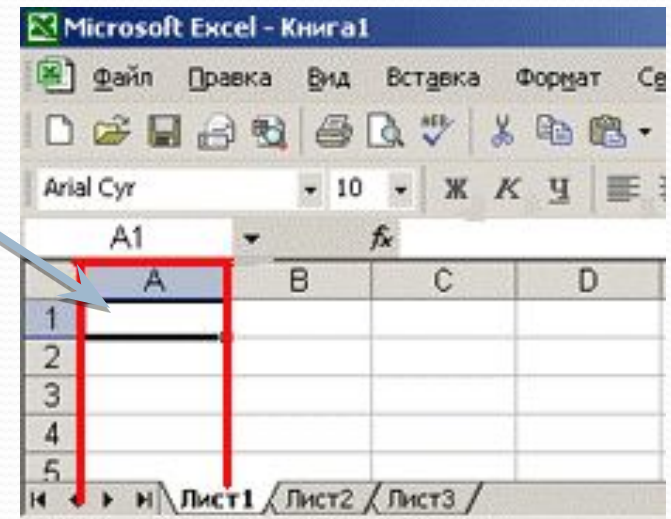 Microsoft Excel - Книга1
Файл Правка Вид Вставка Формат Се
Arial Cyr 10 Ж К Ч
A1 fx
A B C D
1
2
3
4
5
Лист1 Лист2 Лист3